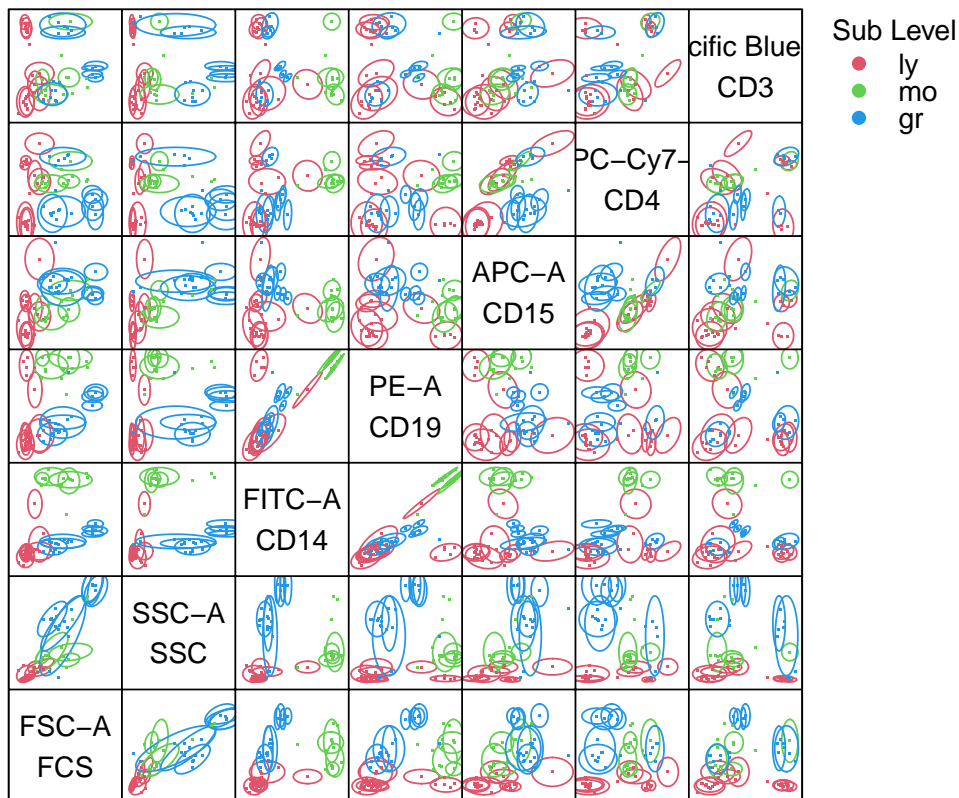 Sub Level
ly
mo
gr
cific Blue
CD3
PC−Cy7−
CD4
APC−A
CD15
PE−A
CD19
FITC−A
CD14
SSC−A
SSC
FSC−A
FCS